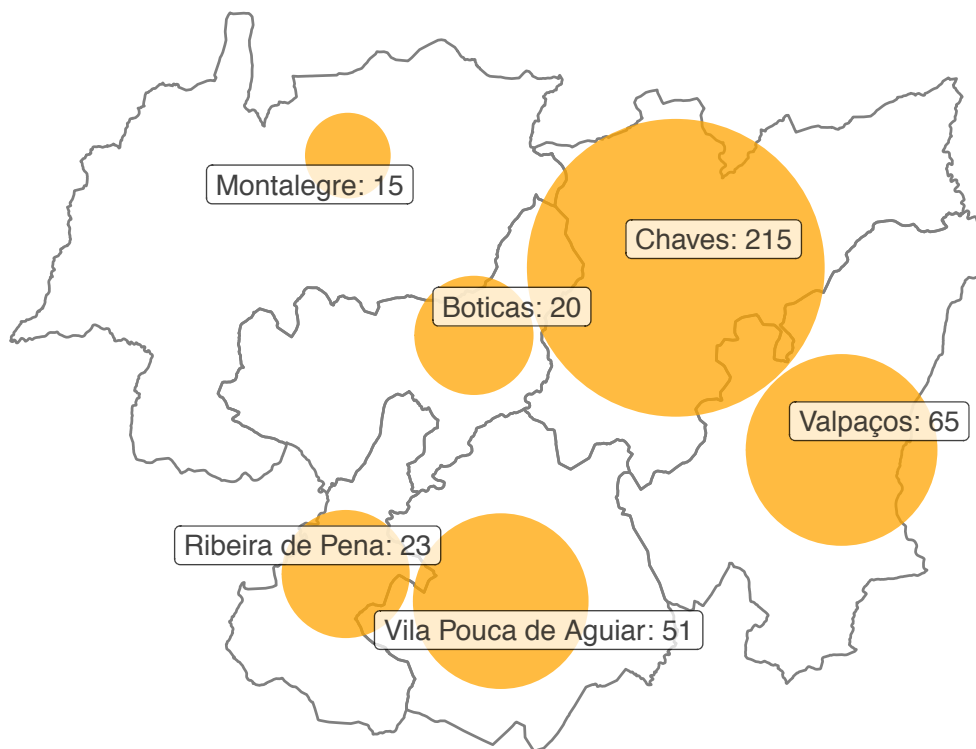 Montalegre: 15
Chaves: 215
Boticas: 20
Valpaços: 65
Ribeira de Pena: 23
Vila Pouca de Aguiar: 51